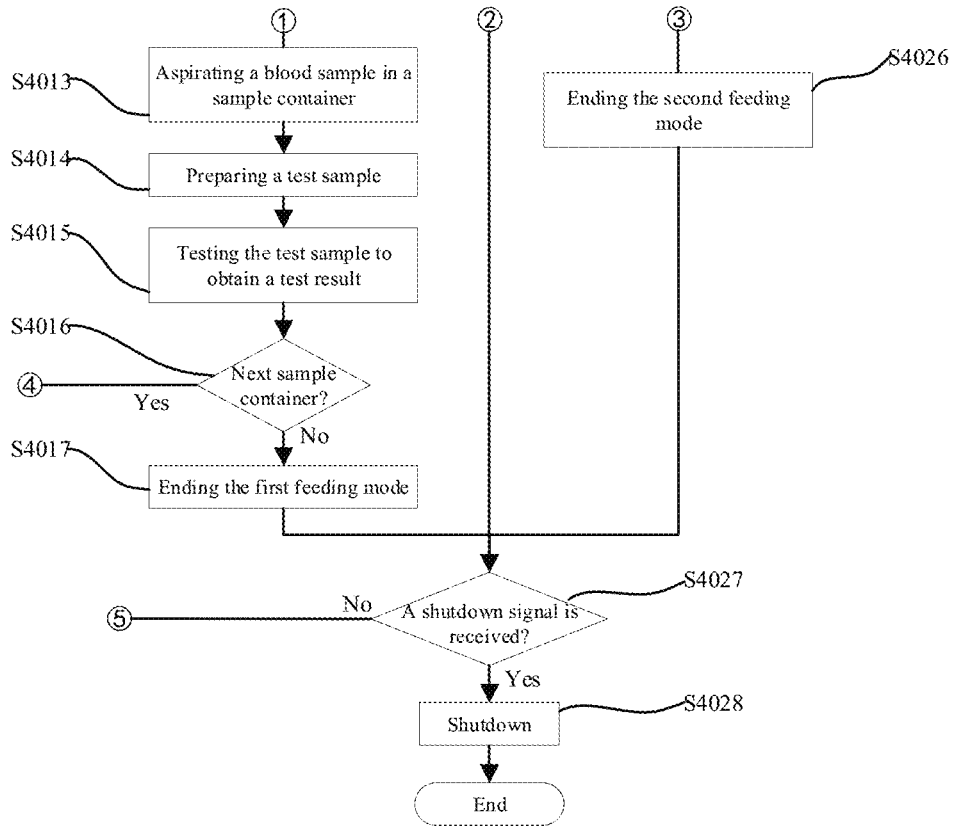 ① ② ③
S4013
Aspirating a blood sample in a
sample container
S4026
Ending the second feeding
mode
S4014
Preparing a test sample
S4015
Testing the test sample to
obtain a test result
S4016
Next sample
container?
④
Yes
No
S4017
Ending the first feeding mode
S4027
A shutdown signal is
received?
No
⑤
Yes
S4028
Shutdown
End